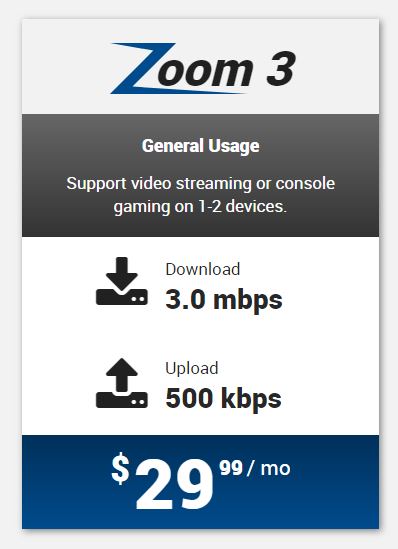 Zoom 3
General Usage
Support video streaming or console
gaming on 1-2 devices.
Download
3.0 mbps
Upload
500 kbps
$29 99 / mo